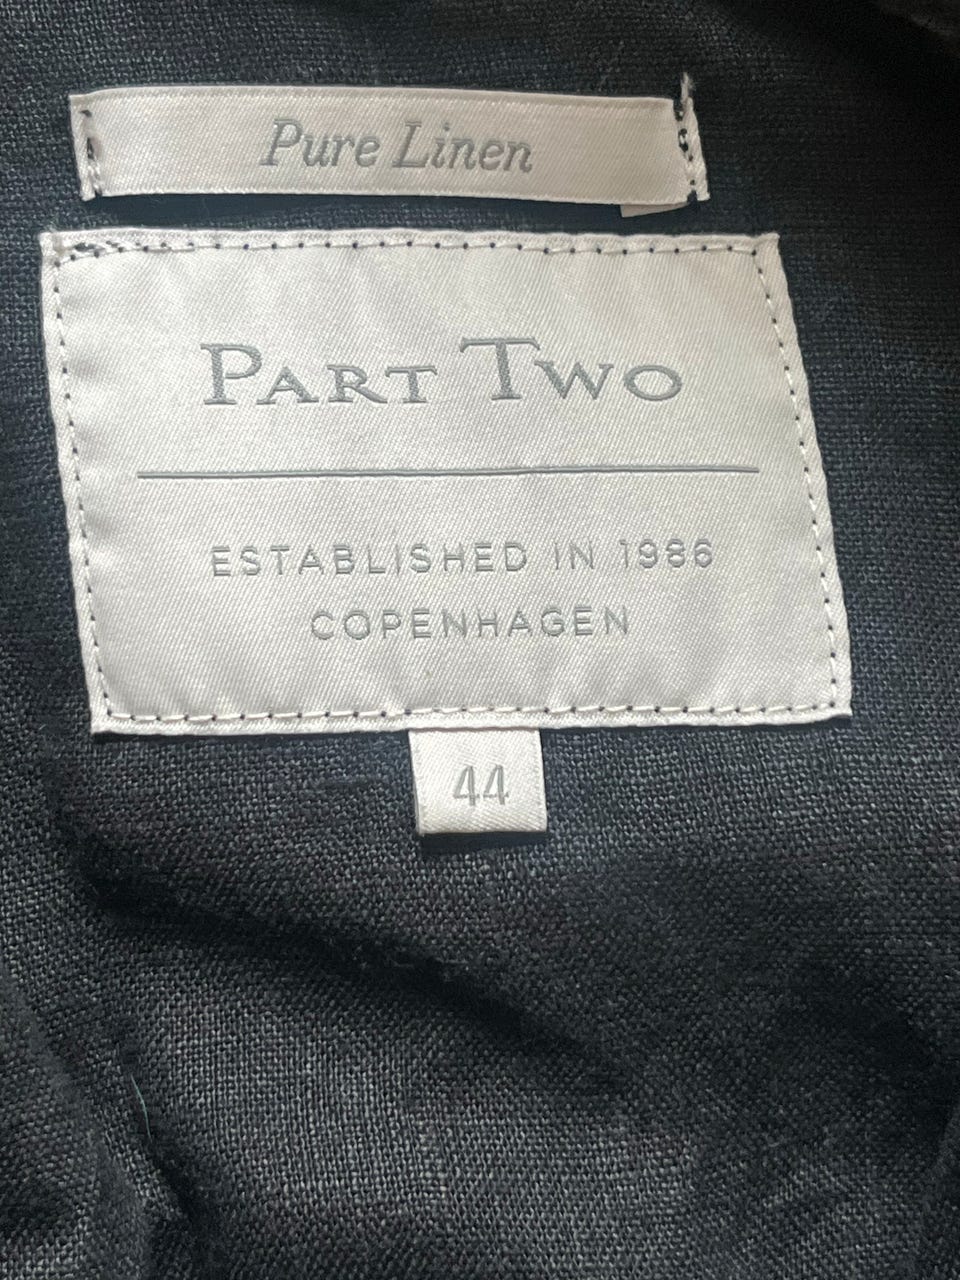 Pure Linen
PART TWO
ESTABLISHED IN 1986
COPENHAGEN
44